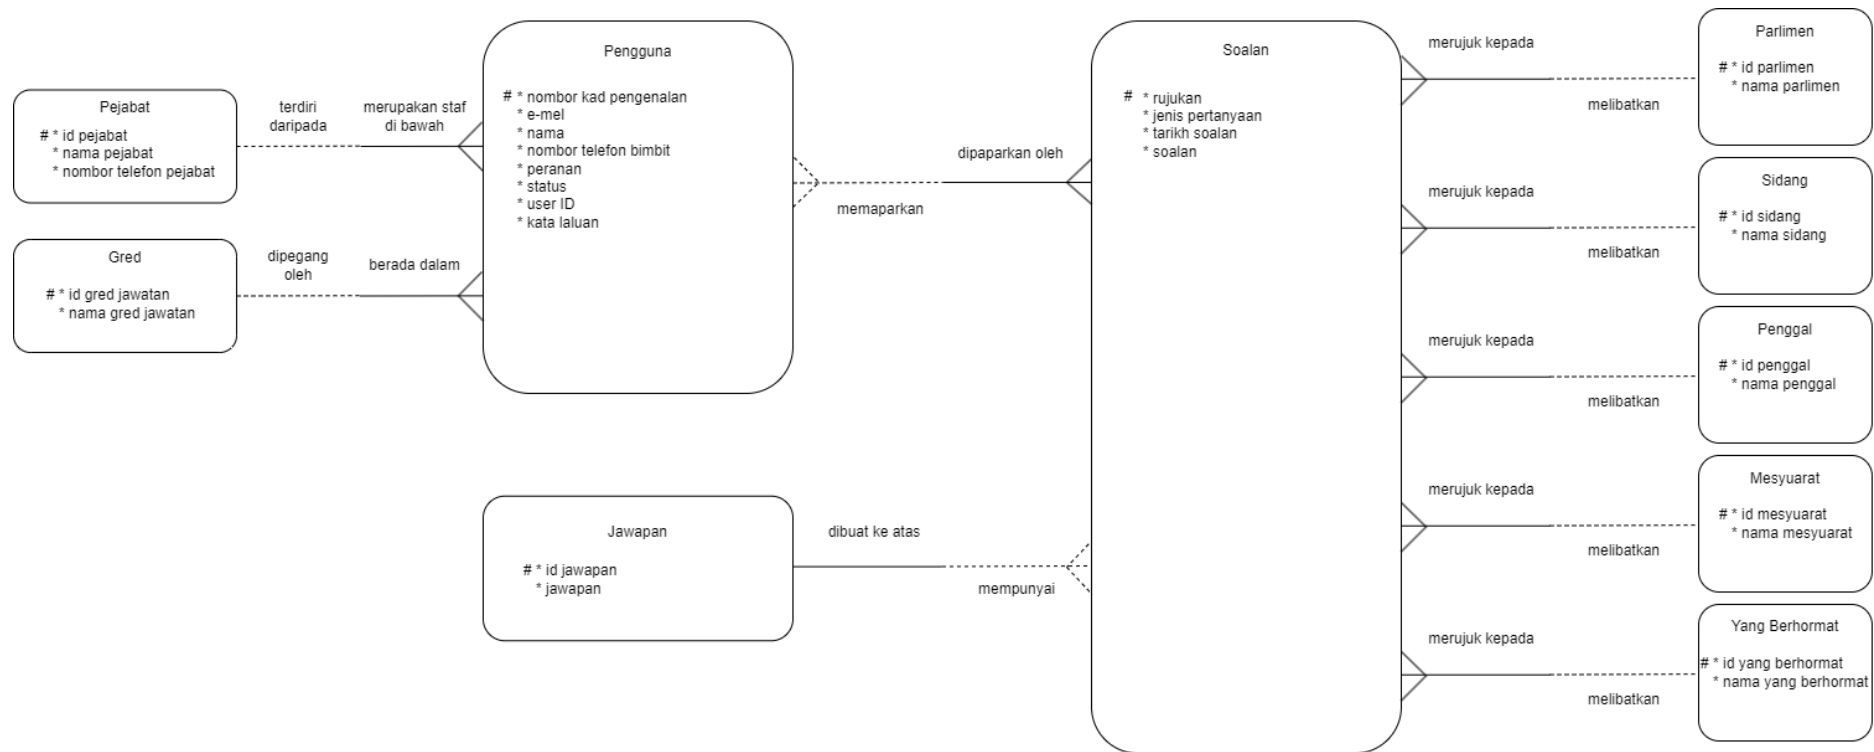 Pejabat
# * id pejabat
* nama pejabat
* nombor telefon pejabat
terdiri
daripada
merupakan staf
di bawah
Gred
# * id gred jawatan
* nama gred jawatan
dipegang
oleh
berada dalam
Pengguna
# * nombor kad pengenalan
* e-mel
* nama
* nombor telefon bimbit
* peranan
* status
* user ID
* kata laluan
dipaparkan oleh
memaparkan
Jawapan
# * id jawapan
* jawapan
dibuat ke atas
mempunyai
Soalan
# * rujukan
* jenis pertanyaan
* tarikh soalan
* soalan
merujuk kepada
melibatkan
Parlimen
# * id parlimen
* nama parlimen
merujuk kepada
melibatkan
Sidang
# * id sidang
* nama sidang
merujuk kepada
melibatkan
Penggal
# * id penggal
* nama penggal
merujuk kepada
melibatkan
Mesyuarat
# * id mesyuarat
* nama mesyuarat
merujuk kepada
melibatkan
Yang Berhormat
# * id yang berhormat
* nama yang berhormat